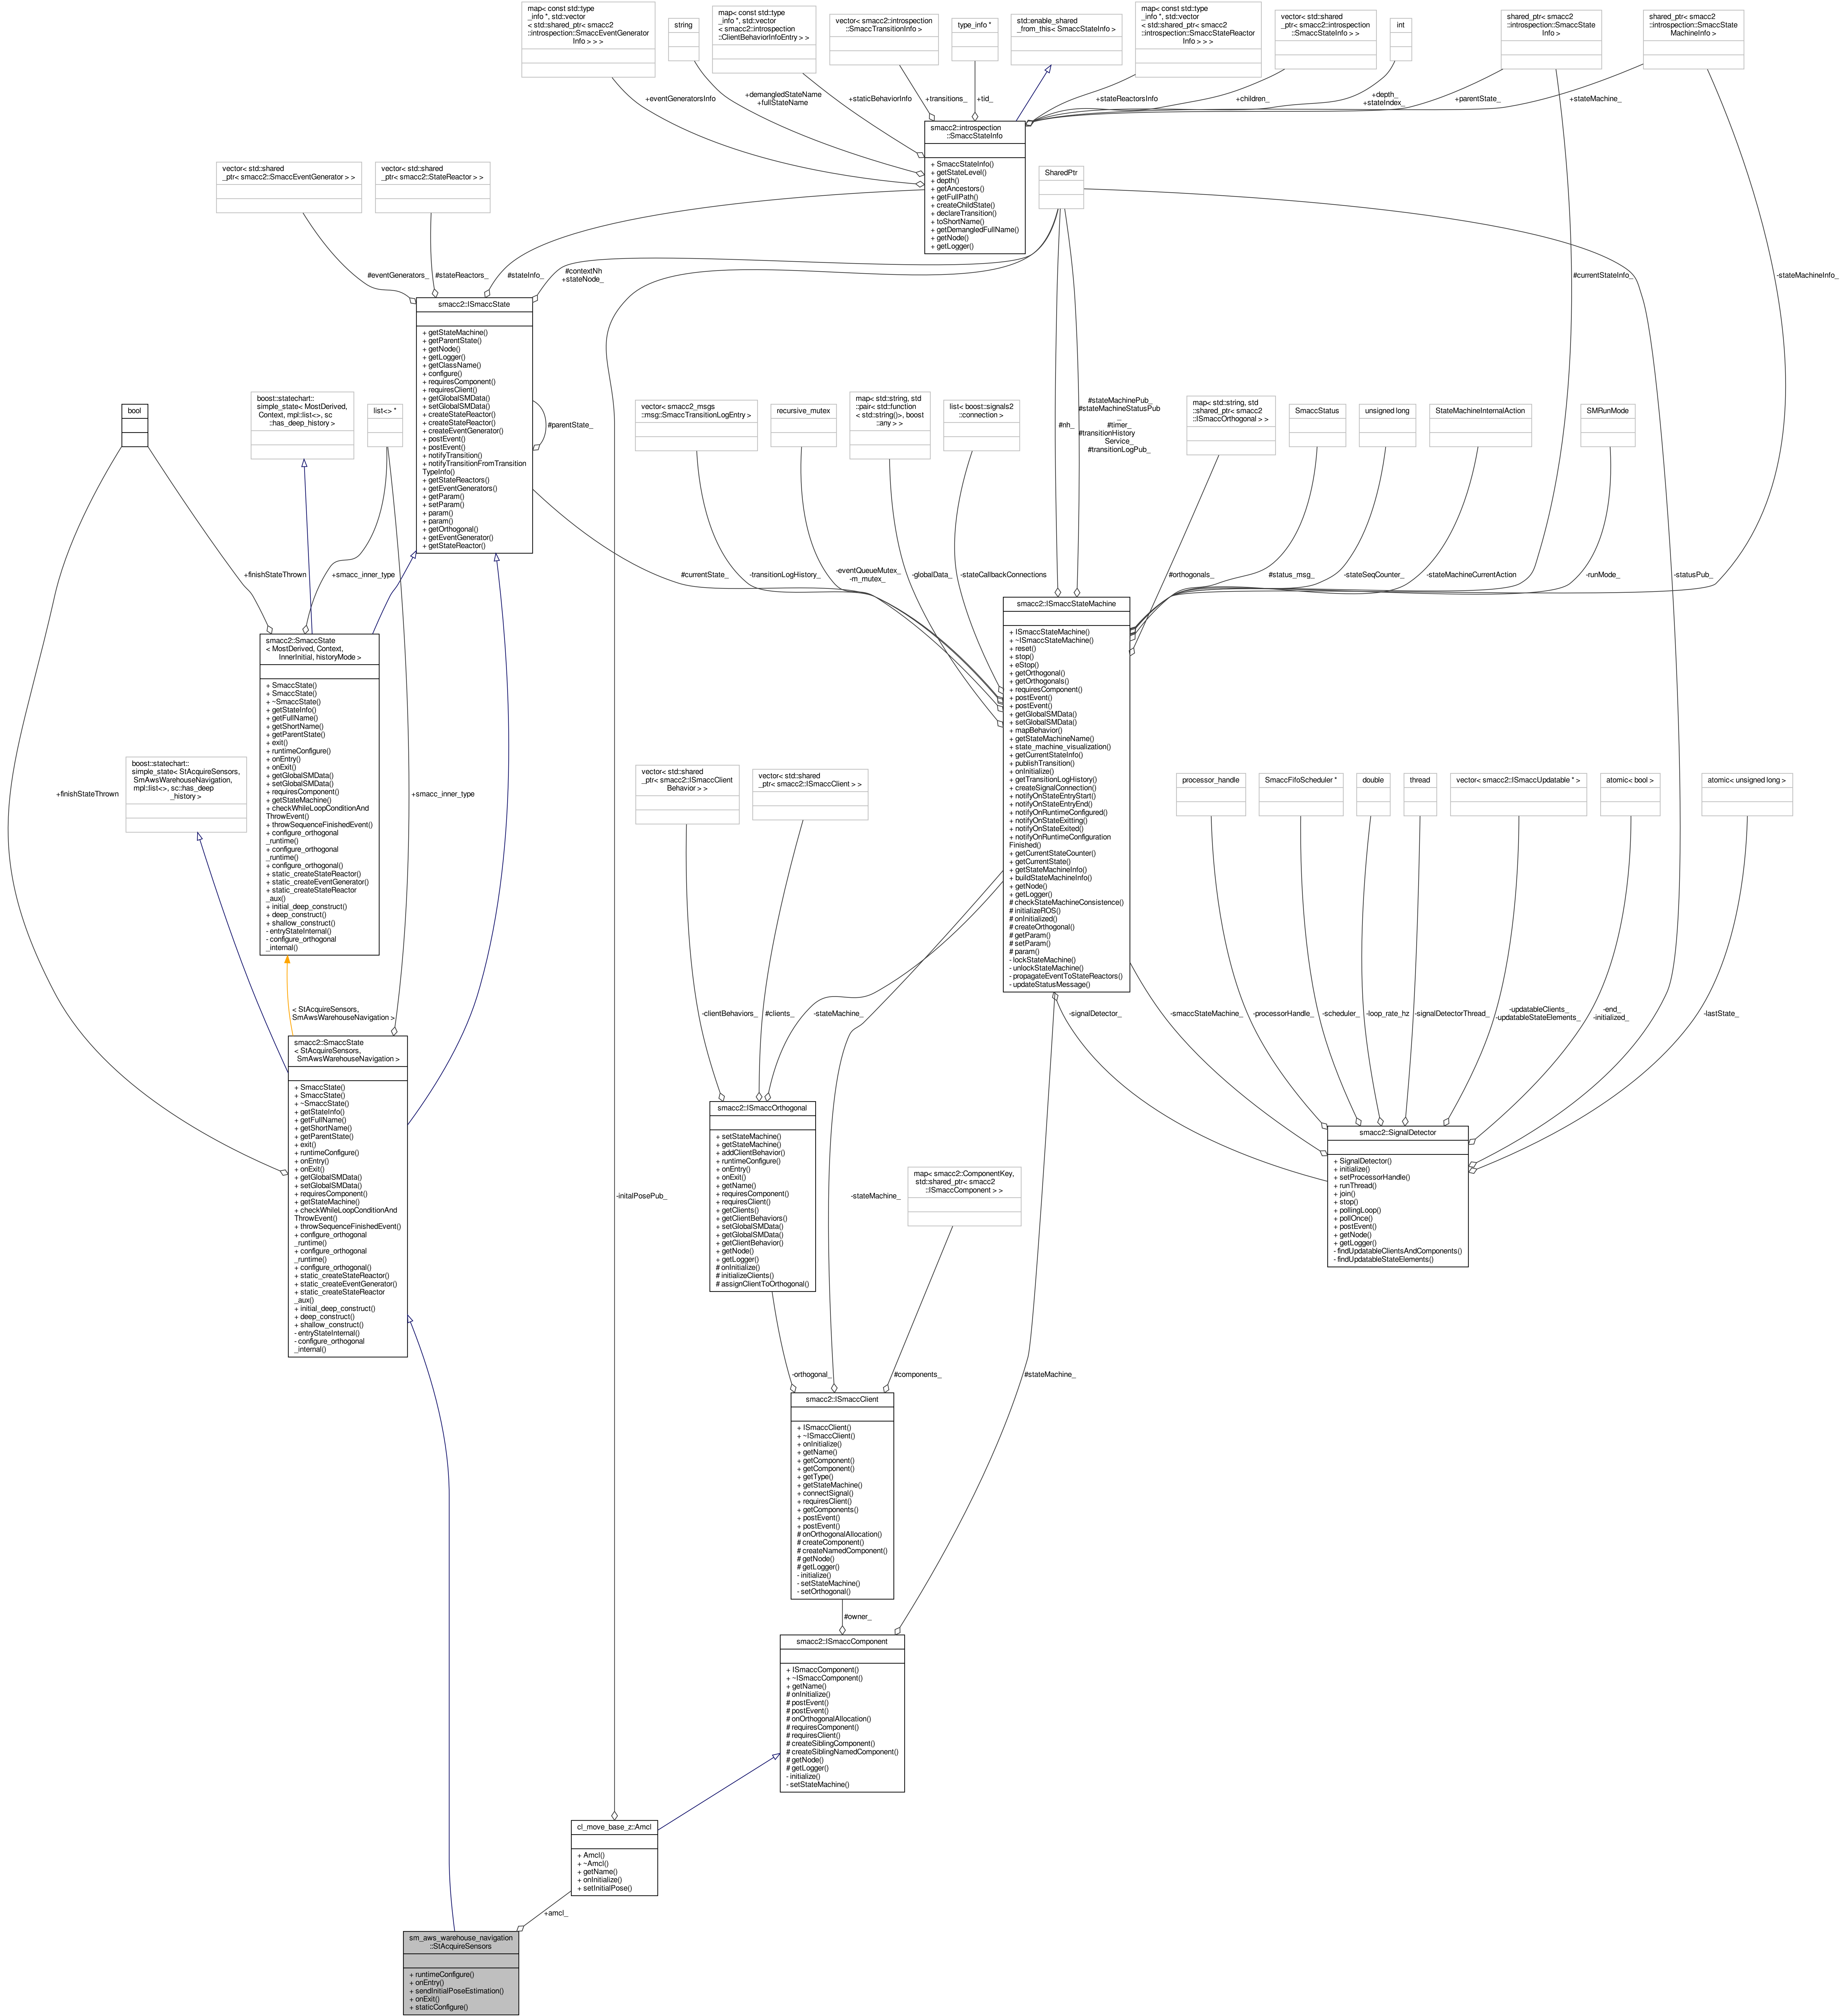 map< const std::type
_info *, std::vector
< std::shared_ptr< smacc2
::introspection::SmaccEventGenerator
Info > > >
string
map< const std::type
_info *, std::vector
< smacc2::introspection
::ClientBehaviorInfoEntry > >
vector< smacc2::introspection
::SmaccTransitionInfo >
type_info *
std::enable_shared
_from_this< SmaccStateInfo >
map< const std::type
_info *, std::vector
< std::shared_ptr< smacc2
::introspection::SmaccStateReactor
Info > > >
vector< std::shared
_ptr< smacc2::introspection
::SmaccStateInfo > >
int
shared_ptr< smacc2
::introspection::SmaccState
Info >
shared_ptr< smacc2
::introspection::SmaccState
MachineInfo >
+eventGeneratorsInfo
+demangledStateName
+fullStateName
+staticBehaviorInfo
+transitions_
+tid_
+stateReactorsInfo
+children_
+depth_
+stateIndex_
+parentState_
+stateMachine_
smacc2::introspection
::SmaccStateInfo
+ SmaccStateInfo()
+ getStateLevel()
+ depth()
+ getAncestors()
+ getFullPath()
+ createChildState()
+ declareTransition()
+ toShortName()
+ getDemangledFullName()
+ getNode()
+ getLogger()
vector< std::shared
_ptr< smacc2::SmaccEventGenerator > >
vector< std::shared
_ptr< smacc2::StateReactor > >
SharedPtr
#eventGenerators_
#stateReactors_
#stateInfo_
#contextNh
+stateNode_
#currentStateInfo_
-stateMachineInfo_
smacc2::ISmaccState
+ getStateMachine()
+ getParentState()
+ getNode()
+ getLogger()
+ getClassName()
+ configure()
+ requiresComponent()
+ requiresClient()
+ getGlobalSMData()
+ setGlobalSMData()
+ createStateReactor()
+ createStateReactor()
+ createEventGenerator()
+ postEvent()
+ postEvent()
+ notifyTransition()
+ notifyTransitionFromTransition
TypeInfo()
+ getStateReactors()
+ getEventGenerators()
+ getParam()
+ setParam()
+ param()
+ param()
+ getOrthogonal()
+ getEventGenerator()
+ getStateReactor()
#parentState_
bool
boost::statechart::
simple_state< MostDerived,
Context, mpl::list<>, sc
::has_deep_history >
list<> *
vector< smacc2_msgs
::msg::SmaccTransitionLogEntry >
recursive_mutex
map< std::string, std
::pair< std::function
< std::string()>, boost
::any > >
list< boost::signals2
::connection >
#nh_
#stateMachinePub_
#stateMachineStatusPub
_
#timer_
#transitionHistory
Service_
#transitionLogPub_
map< std::string, std
::shared_ptr< smacc2
::ISmaccOrthogonal > >
SmaccStatus
unsigned long
StateMachineInternalAction
SMRunMode
+finishStateThrown
+smacc_inner_type
#currentState_
-transitionLogHistory_
-eventQueueMutex_
-m_mutex_
-globalData_
-stateCallbackConnections
#orthogonals_
#status_msg_
-stateSeqCounter_
-stateMachineCurrentAction
-runMode_
-statusPub_
smacc2::SmaccState
< MostDerived, Context,
InnerInitial, historyMode >
+ SmaccState()
+ SmaccState()
+ ~SmaccState()
+ getStateInfo()
+ getFullName()
+ getShortName()
+ getParentState()
+ exit()
+ runtimeConfigure()
+ onEntry()
+ onExit()
+ getGlobalSMData()
+ setGlobalSMData()
+ requiresComponent()
+ getStateMachine()
+ checkWhileLoopConditionAnd
ThrowEvent()
+ throwSequenceFinishedEvent()
+ configure_orthogonal
_runtime()
+ configure_orthogonal
_runtime()
+ configure_orthogonal()
+ static_createStateReactor()
+ static_createEventGenerator()
+ static_createStateReactor
_aux()
+ initial_deep_construct()
+ deep_construct()
+ shallow_construct()
- entryStateInternal()
- configure_orthogonal
_internal()
smacc2::ISmaccStateMachine
+ ISmaccStateMachine()
+ ~ISmaccStateMachine()
+ reset()
+ stop()
+ eStop()
+ getOrthogonal()
+ getOrthogonals()
+ requiresComponent()
+ postEvent()
+ postEvent()
+ getGlobalSMData()
+ setGlobalSMData()
+ mapBehavior()
+ getStateMachineName()
+ state_machine_visualization()
+ getCurrentStateInfo()
+ publishTransition()
+ onInitialize()
+ getTransitionLogHistory()
+ createSignalConnection()
+ notifyOnStateEntryStart()
+ notifyOnStateEntryEnd()
+ notifyOnRuntimeConfigured()
+ notifyOnStateExitting()
+ notifyOnStateExited()
+ notifyOnRuntimeConfiguration
Finished()
+ getCurrentStateCounter()
+ getCurrentState()
+ getStateMachineInfo()
+ buildStateMachineInfo()
+ getNode()
+ getLogger()
# checkStateMachineConsistence()
# initializeROS()
# onInitialized()
# createOrthogonal()
# getParam()
# setParam()
# param()
- lockStateMachine()
- unlockStateMachine()
- propagateEventToStateReactors()
- updateStatusMessage()
+finishStateThrown
boost::statechart::
simple_state< StAcquireSensors,
SmAwsWarehouseNavigation,
mpl::list<>, sc::has_deep
_history >
+smacc_inner_type
vector< std::shared
_ptr< smacc2::ISmaccClient
Behavior > >
vector< std::shared
_ptr< smacc2::ISmaccClient > >
processor_handle
SmaccFifoScheduler *
double
thread
vector< smacc2::ISmaccUpdatable * >
atomic< bool >
atomic< unsigned long >
< StAcquireSensors,
SmAwsWarehouseNavigation >
-clientBehaviors_
#clients_
-stateMachine_
-signalDetector_
-smaccStateMachine_
-processorHandle_
-scheduler_
-loop_rate_hz
-signalDetectorThread_
-updatableClients_
-updatableStateElements_
-end_
-initialized_
-lastState_
smacc2::SmaccState
< StAcquireSensors,
SmAwsWarehouseNavigation >
+ SmaccState()
+ SmaccState()
+ ~SmaccState()
+ getStateInfo()
+ getFullName()
+ getShortName()
+ getParentState()
+ exit()
+ runtimeConfigure()
+ onEntry()
+ onExit()
+ getGlobalSMData()
+ setGlobalSMData()
+ requiresComponent()
+ getStateMachine()
+ checkWhileLoopConditionAnd
ThrowEvent()
+ throwSequenceFinishedEvent()
+ configure_orthogonal
_runtime()
+ configure_orthogonal
_runtime()
+ configure_orthogonal()
+ static_createStateReactor()
+ static_createEventGenerator()
+ static_createStateReactor
_aux()
+ initial_deep_construct()
+ deep_construct()
+ shallow_construct()
- entryStateInternal()
- configure_orthogonal
_internal()
smacc2::ISmaccOrthogonal
+ setStateMachine()
+ getStateMachine()
+ addClientBehavior()
+ runtimeConfigure()
+ onEntry()
+ onExit()
+ getName()
+ requiresComponent()
+ requiresClient()
+ getClients()
+ getClientBehaviors()
+ setGlobalSMData()
+ getGlobalSMData()
+ getClientBehavior()
+ getNode()
+ getLogger()
# onInitialize()
# initializeClients()
# assignClientToOrthogonal()
smacc2::SignalDetector
+ SignalDetector()
+ initialize()
+ setProcessorHandle()
+ runThread()
+ join()
+ stop()
+ pollingLoop()
+ pollOnce()
+ postEvent()
+ getNode()
+ getLogger()
- findUpdatableClientsAndComponents()
- findUpdatableStateElements()
-initalPosePub_
-stateMachine_
map< smacc2::ComponentKey,
std::shared_ptr< smacc2
::ISmaccComponent > >
-orthogonal_
#components_
#stateMachine_
smacc2::ISmaccClient
+ ISmaccClient()
+ ~ISmaccClient()
+ onInitialize()
+ getName()
+ getComponent()
+ getComponent()
+ getType()
+ getStateMachine()
+ connectSignal()
+ requiresClient()
+ getComponents()
+ postEvent()
+ postEvent()
# onOrthogonalAllocation()
# createComponent()
# createNamedComponent()
# getNode()
# getLogger()
- initialize()
- setStateMachine()
- setOrthogonal()
#owner_
smacc2::ISmaccComponent
+ ISmaccComponent()
+ ~ISmaccComponent()
+ getName()
# onInitialize()
# postEvent()
# postEvent()
# onOrthogonalAllocation()
# requiresComponent()
# requiresClient()
# createSiblingComponent()
# createSiblingNamedComponent()
# getNode()
# getLogger()
- initialize()
- setStateMachine()
cl_move_base_z::Amcl
+ Amcl()
+ ~Amcl()
+ getName()
+ onInitialize()
+ setInitialPose()
+amcl_
sm_aws_warehouse_navigation
::StAcquireSensors
+ runtimeConfigure()
+ onEntry()
+ sendInitialPoseEstimation()
+ onExit()
+ staticConfigure()